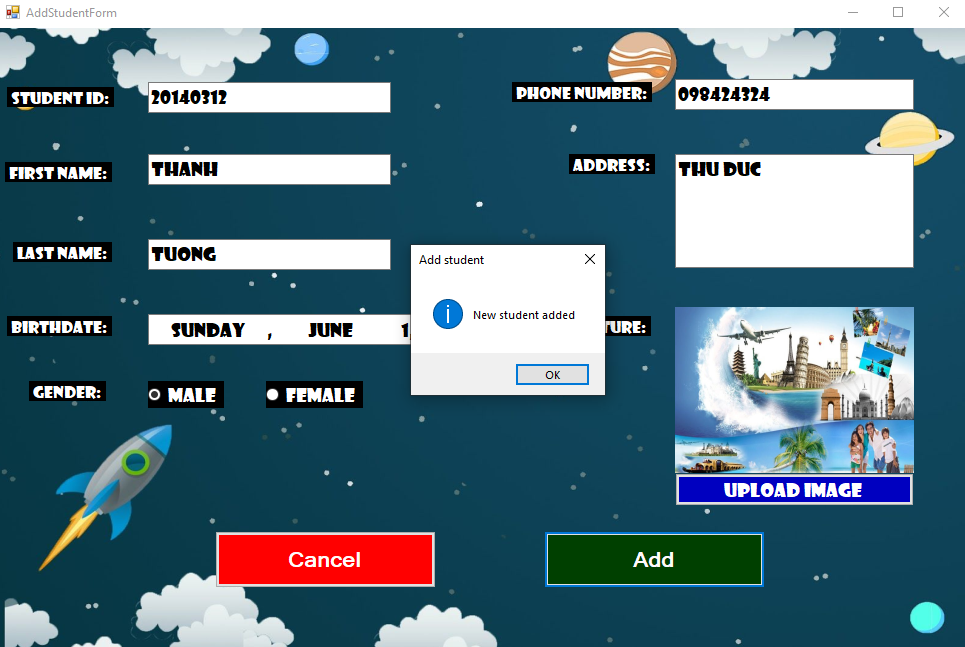 AddStudentForm
STUDENT ID:
20140312
PHONE NUMBER:
098424324
FIRST NAME:
THANH
ADDRESS:
THU DUC
LAST NAME:
TUONG
Add student
New student added
OK
BIRTHDATE:
SUNDAY , JUNE
TURE:
GENDER:
MALE
FEMALE
UPLOAD IMAGE
Cancel
Add